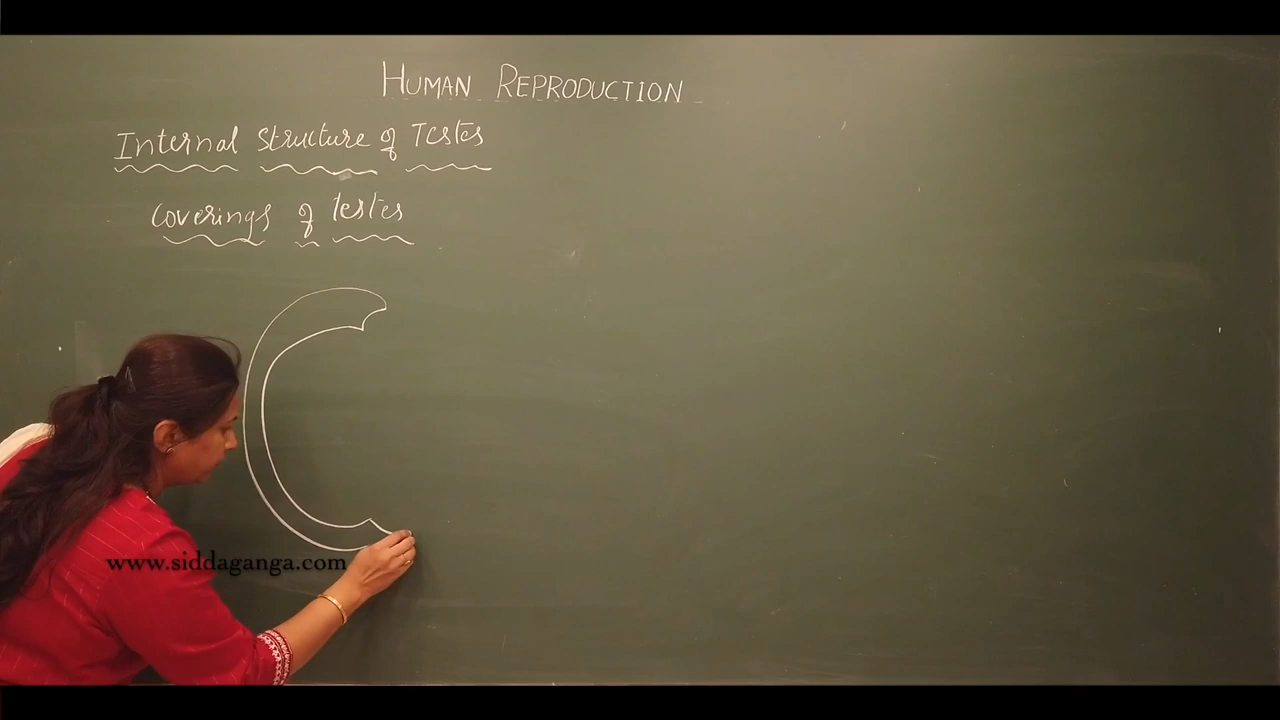 HUMAN REPRODUCTION
Internal structure of Testes
coverings of testes
www.siddaganga.com